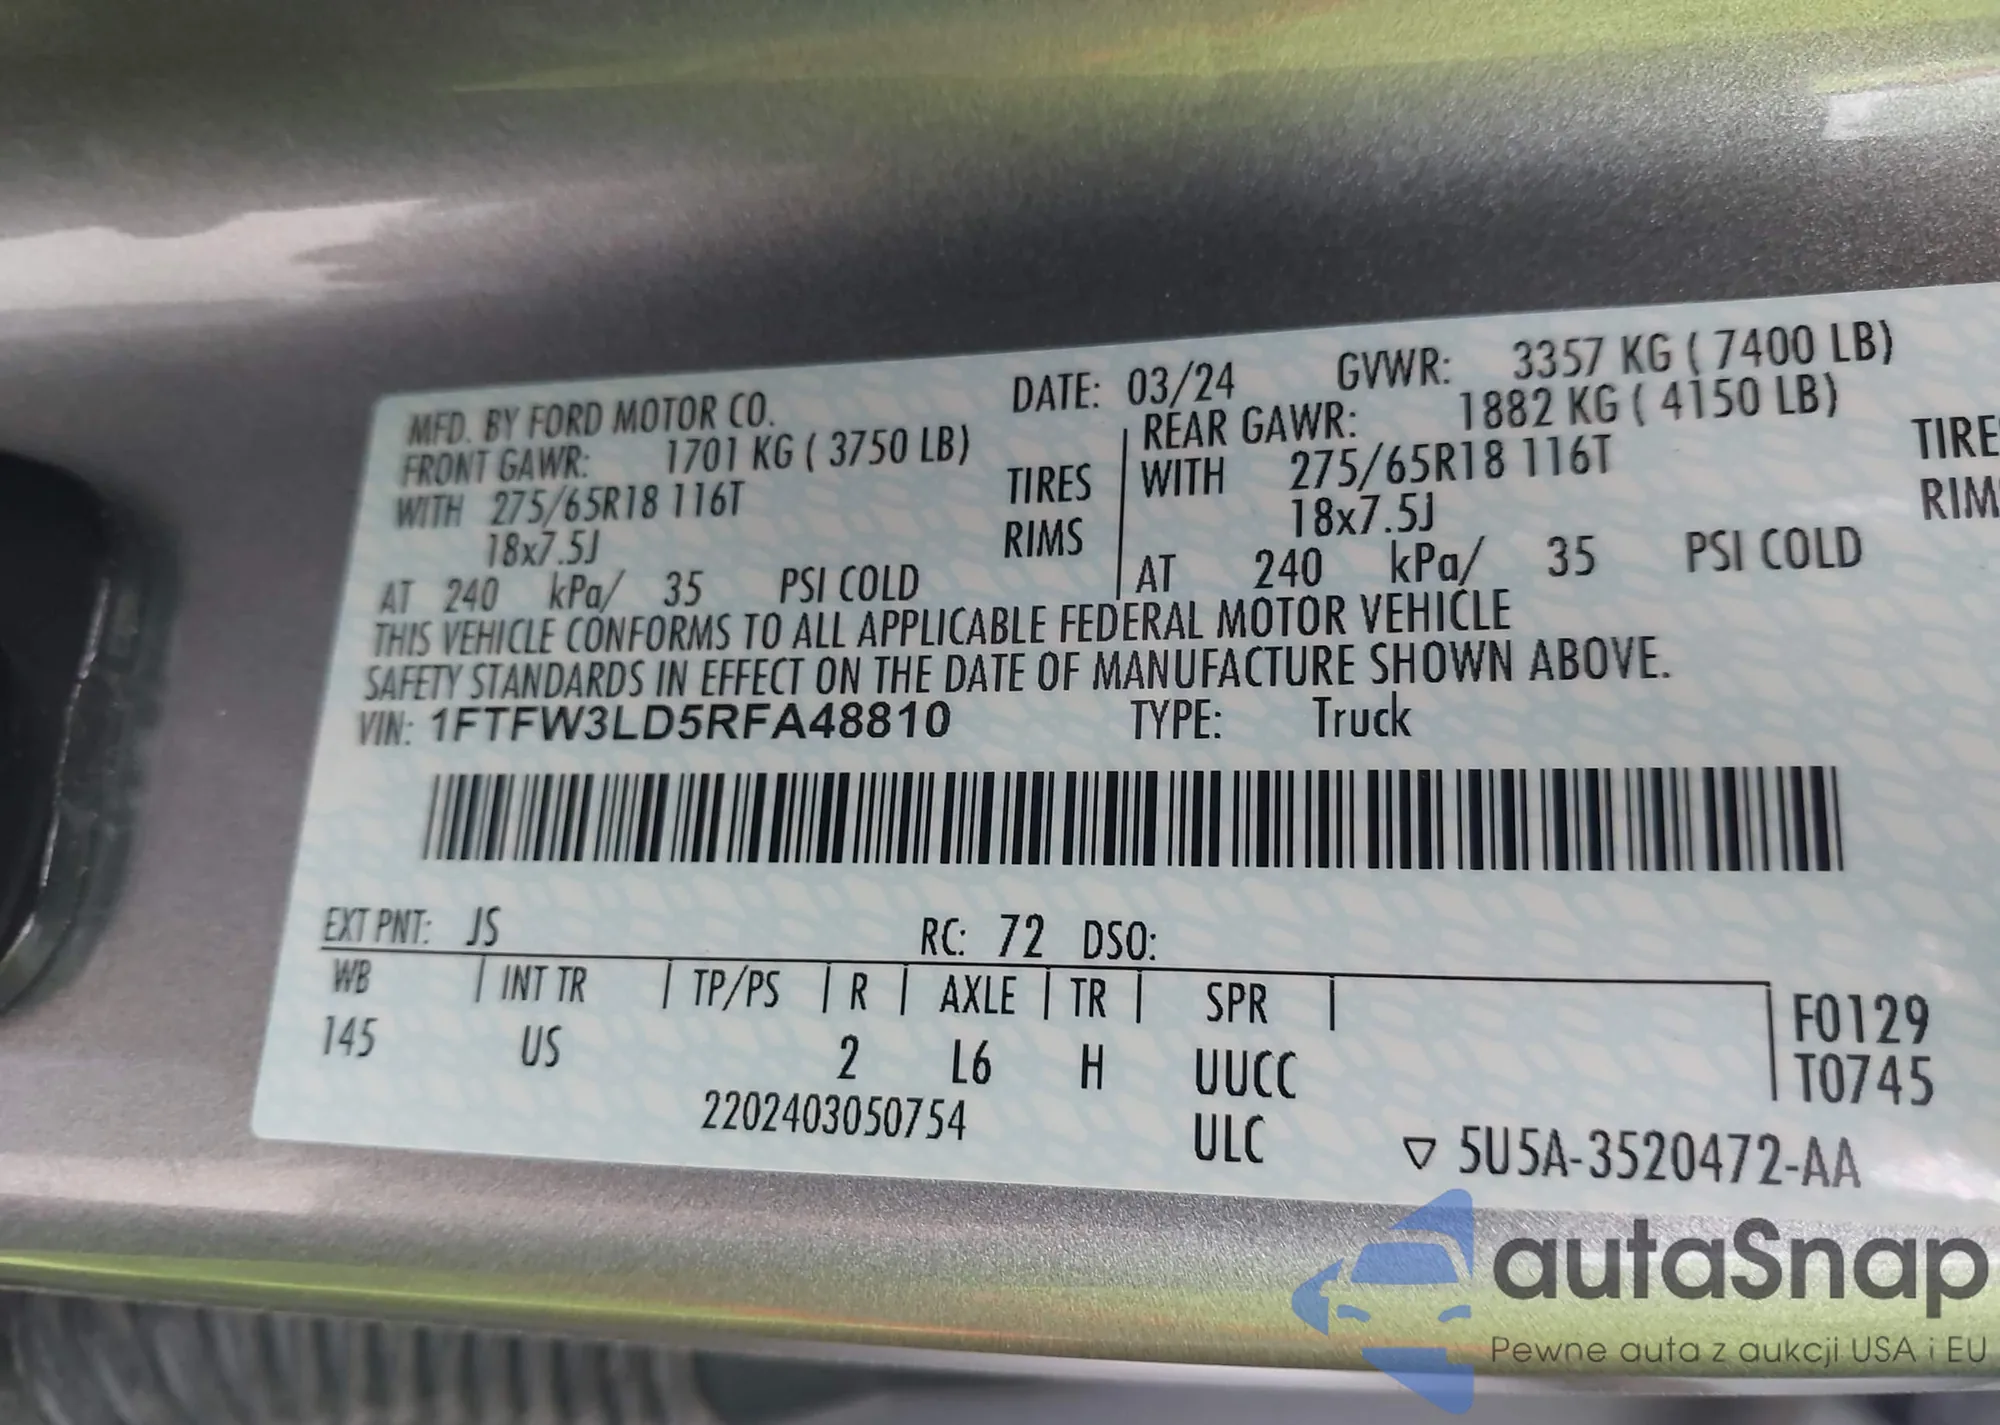 MFD. BY FORD MOTOR CO. DATE: 03/24 GVWR: 3357 KG ( 7400 LB)
FRONT GAWR: 1701 KG ( 3750 LB) REAR GAWR: 1882 KG ( 4150 LB)
WITH 275/65R18 116T TIRES WITH 275/65R18 116T TIRE
18x7.5J RIMS 18x7.5J RIM
AT 240 kPa/ 35 PSI COLD AT 240 kPa/ 35 PSI COLD
THIS VEHICLE CONFORMS TO ALL APPLICABLE FEDERAL MOTOR VEHICLE
SAFETY STANDARDS IN EFFECT ON THE DATE OF MANUFACTURE SHOWN ABOVE.
VIN: 1FTFW3LD5RFA48810 TYPE: Truck
EXT PNT: JS RC: 72 DSO:
WB INT TR TP/PS R AXLE TR SPR F0129
145 US 2 L6 H UUCC T0745
2202403050754 ULC ▽ 5U5A-3520472-AA
autaSnap
Pewne auta z aukcji USA i EU